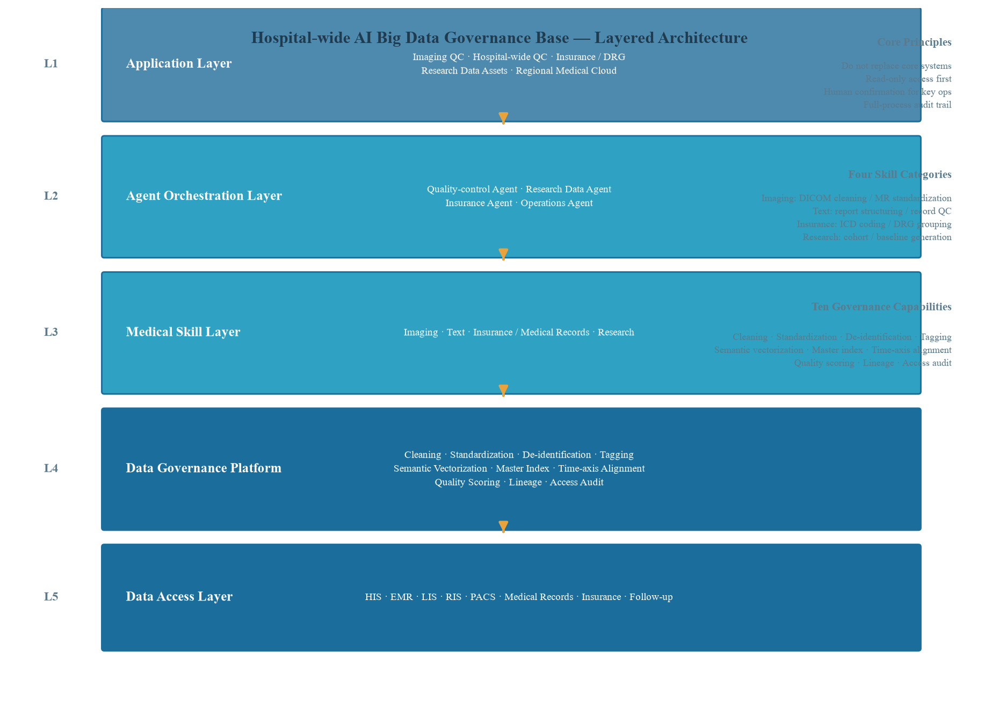 Hospital-wide AI Big Data Governance Base — Layered Architecture
L1
Application Layer
Imaging QC · Hospital-wide QC · Insurance / DRG
Research Data Assets · Regional Medical Cloud
Core Principles
Do not replace core systems
Read-only access first
Human confirmation for key ops
Full-process audit trail
L2
Agent Orchestration Layer
Quality-control Agent · Research Data Agent
Insurance Agent · Operations Agent
Four Skill Categories
Imaging: DICOM cleaning / MR standardization
Text: report structuring / record QC
Insurance: ICD coding / DRG grouping
Research: cohort / baseline generation
L3
Medical Skill Layer
Imaging · Text · Insurance / Medical Records · Research
Ten Governance Capabilities
Cleaning · Standardization · De-identification · Tagging
Semantic vectorization · Master index · Time-axis alignment
Quality scoring · Lineage · Access audit
L4
Data Governance Platform
Cleaning · Standardization · De-identification · Tagging
Semantic Vectorization · Master Index · Time-axis Alignment
Quality Scoring · Lineage · Access Audit
L5
Data Access Layer
HIS · EMR · LIS · RIS · PACS · Medical Records · Insurance · Follow-up